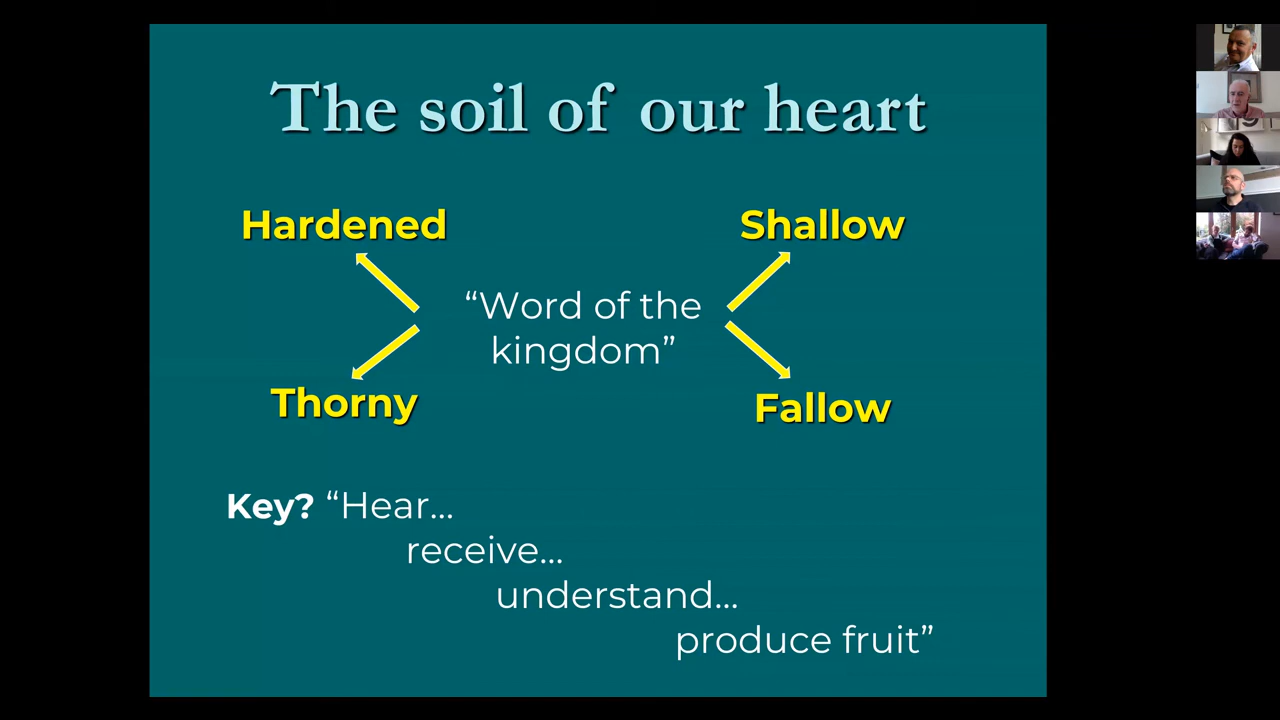 The soil of our heart
Hardened
Shallow
“Word of the
kingdom”
Thorny
Fallow
Key? “Hear...
receive...
understand...
produce fruit”